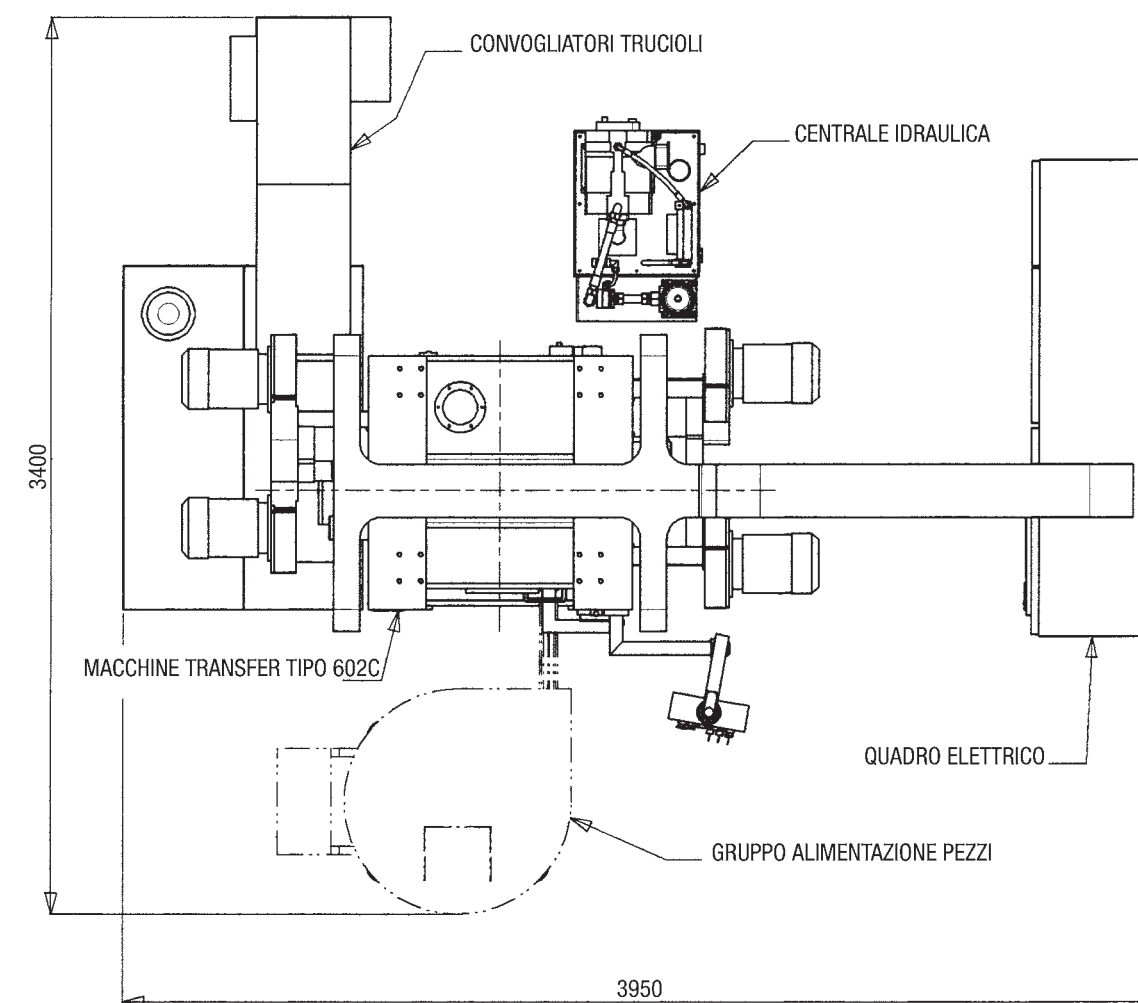 CONVOGLIATORI TRUCIOLI
CENTRALE IDRAULICA
3400
MACCHINE TRANSFER TIPO 602C
QUADRO ELETTRICO
GRUPPO ALIMENTAZIONE PEZZI
3950